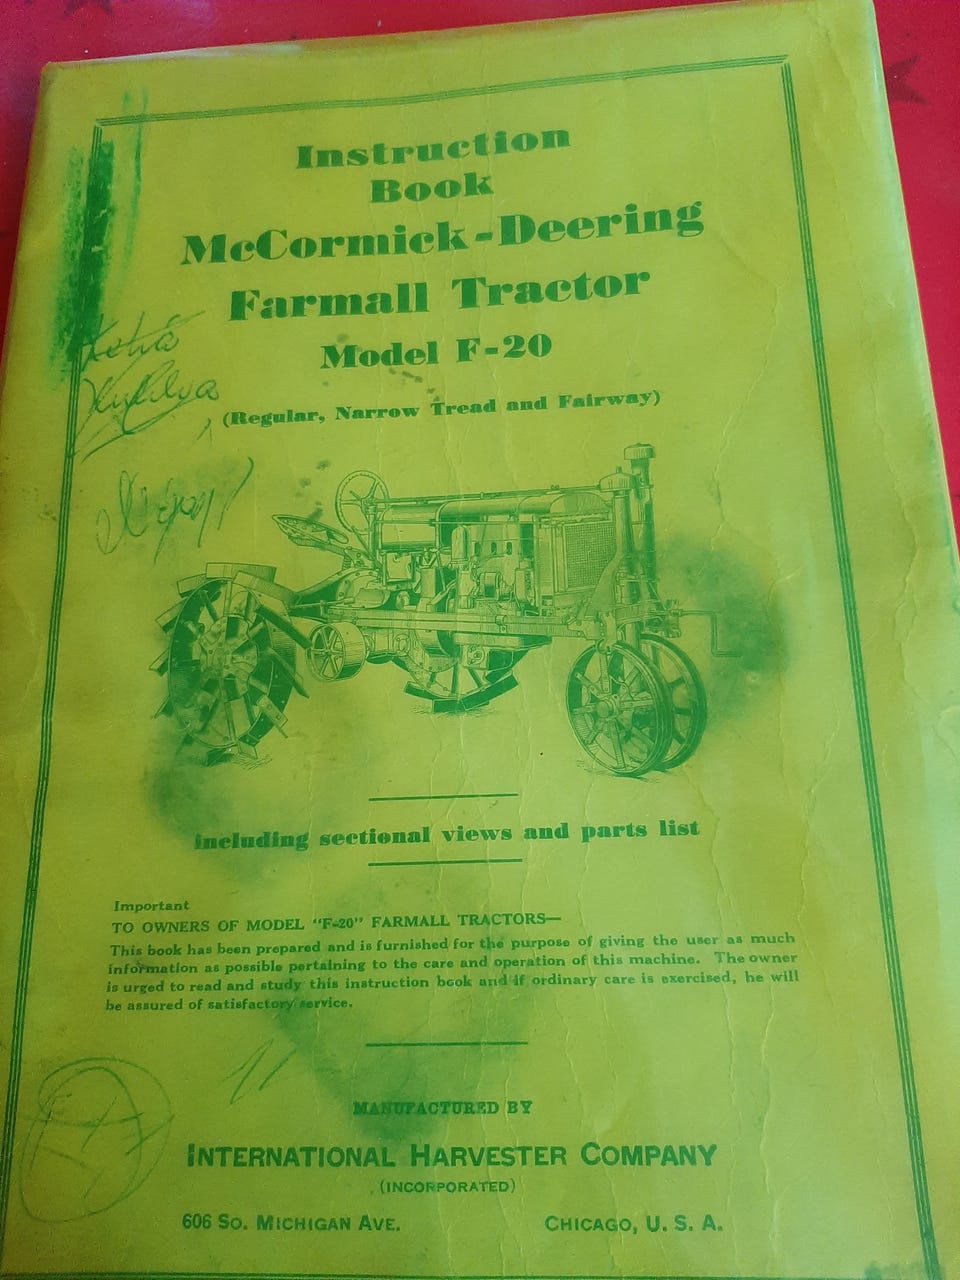 Instruction
Book
McCormick-Deering
Farmall Tractor
Model F-20
(Regular, Narrow Tread and Fairway)
including sectional views and parts list
Important
TO OWNERS OF MODEL "F-20" FARMALL TRACTORS—
This book has been prepared and is furnished for the purpose of giving the user as much
information as possible pertaining to the care and operation of this machine. The owner
is urged to read and study this instruction book and if ordinary care is exercised, he will
be assured of satisfactory service.
MANUFACTURED BY
INTERNATIONAL HARVESTER COMPANY
(INCORPORATED)
606 SO. MICHIGAN AVE. CHICAGO, U. S. A.